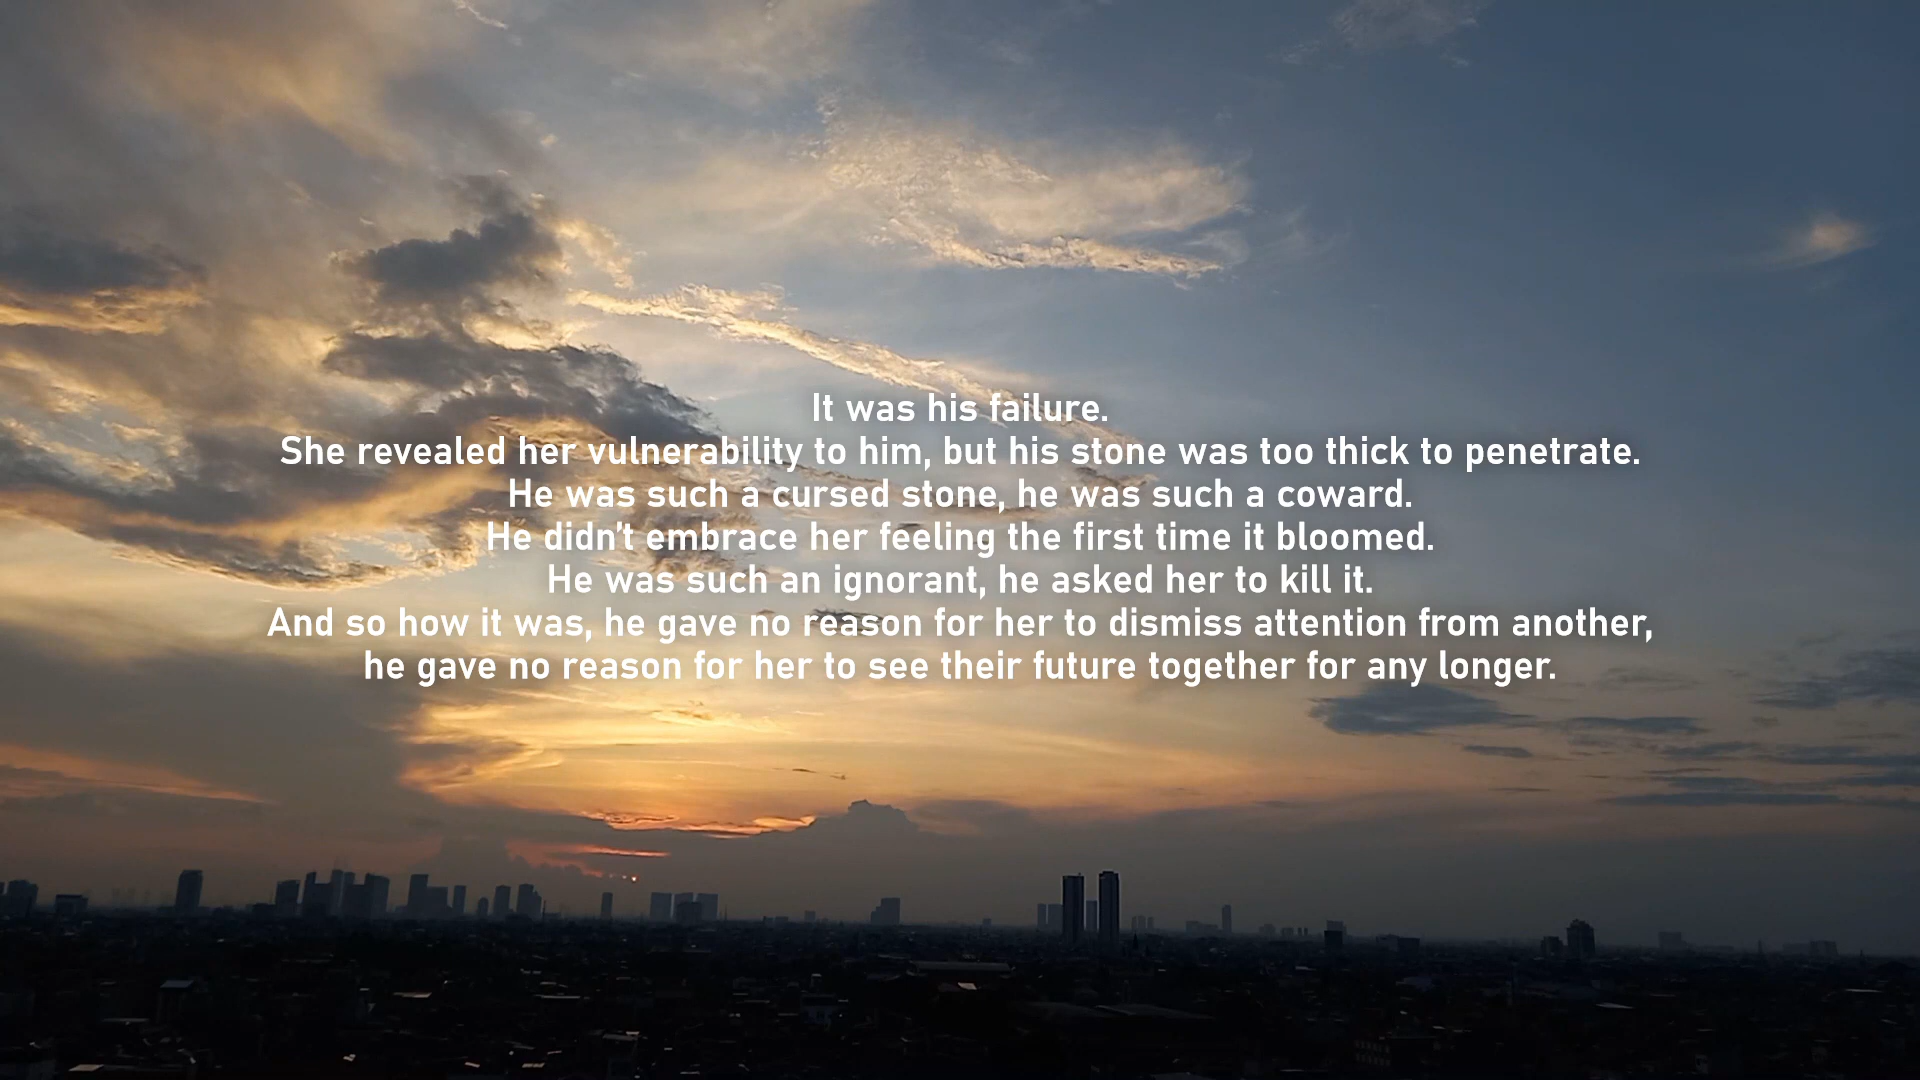 It was his failure.
She revealed her vulnerability to him, but his stone was too thick to penetrate.
He was such a cursed stone, he was such a coward.
He didn’t embrace her feeling the first time it bloomed.
He was such an ignorant, he asked her to kill it.
And so how it was, he gave no reason for her to dismiss attention from another,
he gave no reason for her to see their future together for any longer.